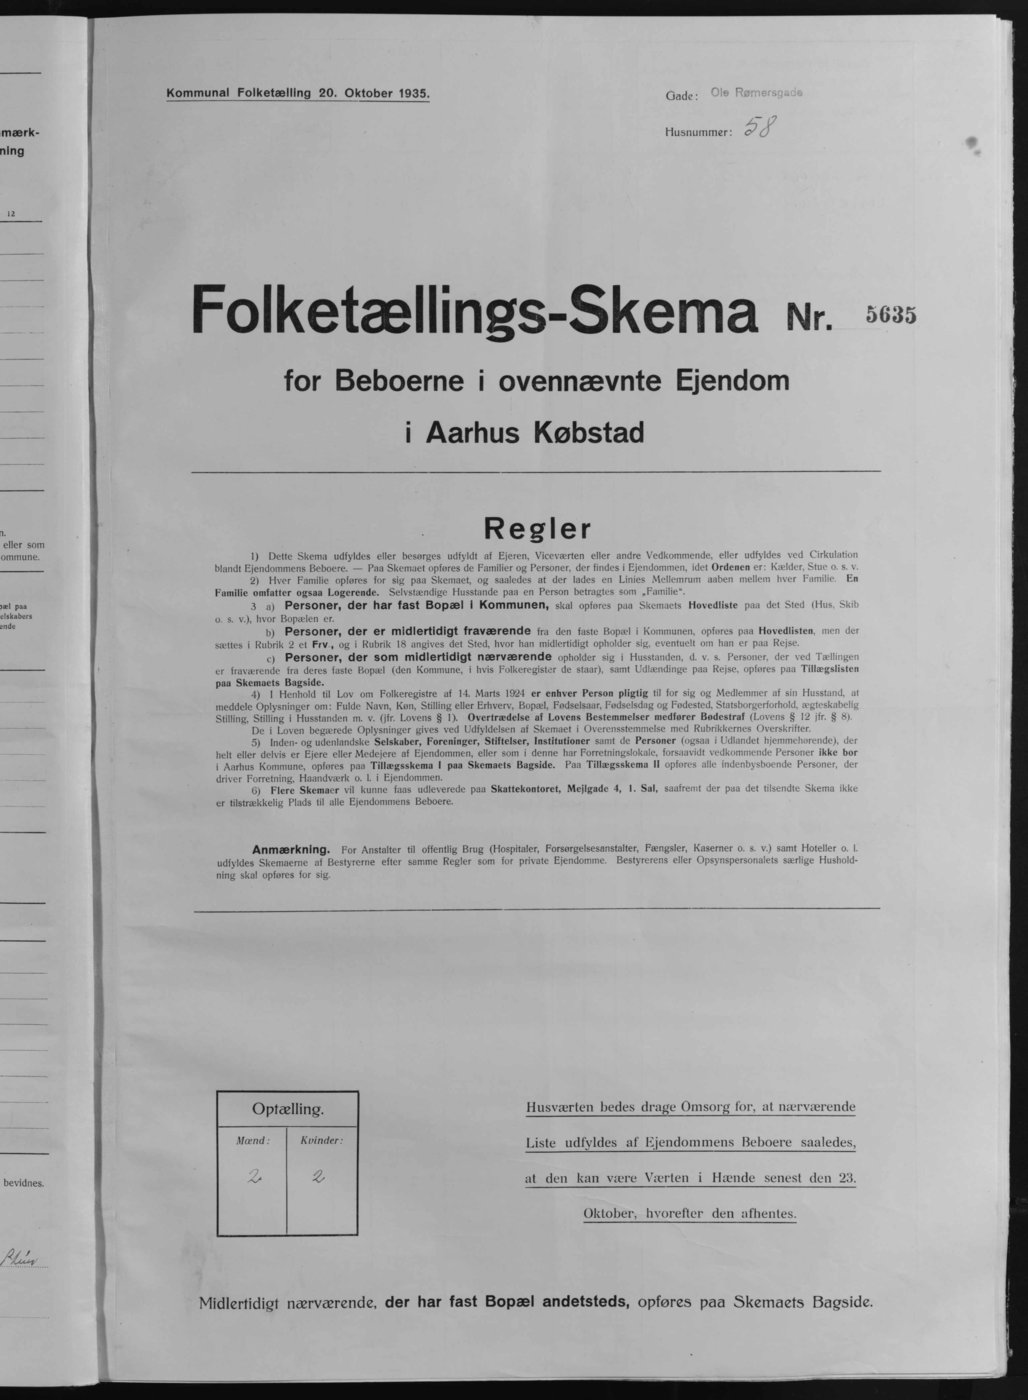 mærk-
ning
12
n.
eller som
ommune.
pæl paa
elskabers
ende
bevidnes.
Kommunal Folketælling 20. Oktober 1935.
Gade: Ole Rømersgade
Husnummer: 58
Folketællings-Skema Nr. 5635
for Beboerne i ovennævnte Ejendom
i Aarhus Købstad
Regler
1) Dette Skema udfyldes eller besørges udfyldt af Ejeren, Viceværten eller andre Vedkommende, eller udfyldes ved Cirkulation
blandt Ejendommens Beboere. — Paa Skemaet opføres de Familier og Personer, der findes i Ejendommen, idet Ordenen er: Kælder, Stue o. s. v.
2) Hver Familie opføres for sig paa Skemaet, og saaledes at der lades en Linies Mellemrum aaben mellem hver Familie. En
Familie omfatter ogsaa Logerende. Selvstændige Husstande paa en Person betragtes som „Familie“.
3 a) Personer, der har fast Bopæl i Kommunen, skal opføres paa Skemaets Hovedliste paa det Sted (Hus, Skib
o. s. v.), hvor Bopælen er.
b) Personer, der er midlertidigt fraværende fra den faste Bopæl i Kommunen, opføres paa Hovedlisten, men der
sættes i Rubrik 2 et Frv., og i Rubrik 18 angives det Sted, hvor han midlertidigt opholder sig, eventuelt om han er paa Rejse.
c) Personer, der som midlertidigt nærværende opholder sig i Husstanden, d. v. s. Personer, der ved Tællingen
er fraværende fra deres faste Bopæl (den Kommune, i hvis Folkeregister de staar), samt Udlændinge paa Rejse, opføres paa Tillægslisten
paa Skemaets Bagside.
4) I Henhold til Lov om Folkeregistre af 14. Marts 1924 er enhver Person pligtig til for sig og Medlemmer af sin Husstand, at
meddele Oplysninger om: Fulde Navn, Køn, Stilling eller Erhverv, Bopæl, Fødselsaar, Fødselsdag og Fødested, Statsborgerforhold, ægteskabelig
Stilling, Stilling i Husstanden m. v. (jfr. Lovens § 1). Overtrædelse af Lovens Bestemmelser medfører Bødestraf (Lovens § 12 jfr. § 8).
De i Loven begærede Oplysninger gives ved Udfyldelsen af Skemaet i Overensstemmelse med Rubrikkernes Overskrifter.
5) Inden- og udenlandske Selskaber, Foreninger, Stiftelser, Institutioner samt de Personer (ogsaa i Udlandet hjemmehørende), der
helt eller delvis er Ejere eller Medejere af Ejendommen, eller som i denne har Forretningslokale, forsaavidt vedkommende Personer ikke bor
i Aarhus Kommune, opføres paa Tillægsskema I paa Skemaets Bagside. Paa Tillægsskema II opføres alle indenbysboende Personer, der
driver Forretning, Haandværk o. l. i Ejendommen.
6) Flere Skemaer vil kunne faas udleverede paa Skattekontoret, Mejlgade 4, 1. Sal, saafremt der paa det tilsendte Skema ikke
er tilstrækkelig Plads til alle Ejendommens Beboere.
Anmærkning. For Anstalter til offentlig Brug (Hospitaler, Forsørgelsesanstalter, Fængsler, Kaserner o. s. v.) samt Hoteller o. l.
udfyldes Skemaerne af Bestyrerne efter samme Regler som for private Ejendomme. Bestyrerens eller Opsynspersonalets særlige Hushold-
ning skal opføres for sig.
Optælling.
Mænd: Kvinder:
2 2
Husværten bedes drage Omsorg for, at nærværende
Liste udfyldes af Ejendommens Beboere saaledes,
at den kan være Værten i Hænde senest den 23.
Oktober, hvorefter den afhentes.
Midlertidigt nærværende, der har fast Bopæl andetsteds, opføres paa Skemaets Bagside.